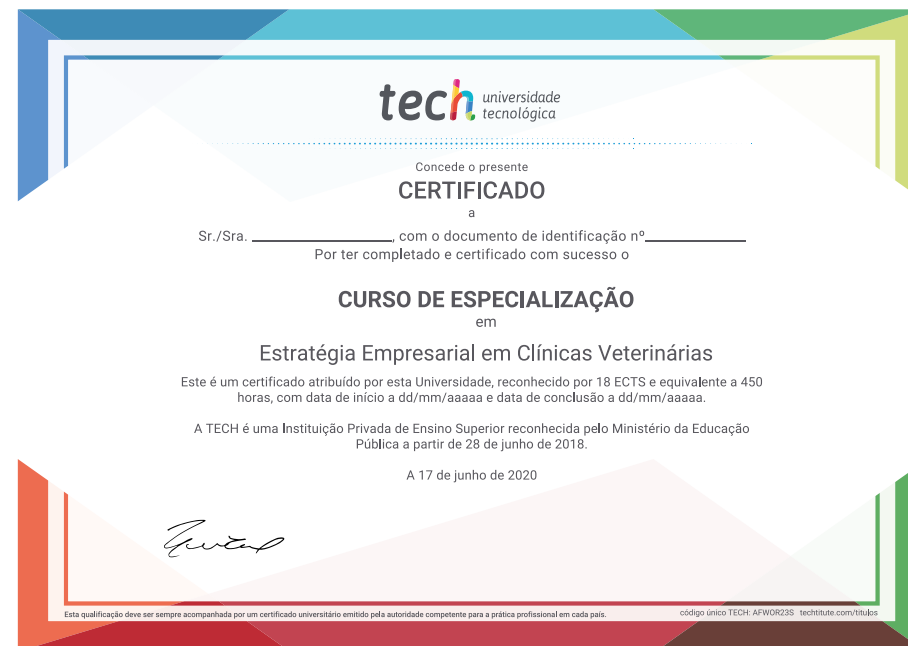 tech universidade
tecnológica
Concede o presente
CERTIFICADO
a
Sr./Sra. ____________________, com o documento de identificação nº______________
Por ter completado e certificado com sucesso o
CURSO DE ESPECIALIZAÇÃO
em
Estratégia Empresarial em Clínicas Veterinárias
Este é um certificado atribuído por esta Universidade, reconhecido por 18 ECTS e equivalente a 450
horas, com data de início a dd/mm/aaaaa e data de conclusão a dd/mm/aaaaa.
A TECH é uma Instituição Privada de Ensino Superior reconhecida pelo Ministério da Educação
Pública a partir de 28 de junho de 2018.
A 17 de junho de 2020
Esta qualificação deve ser sempre acompanhada por um certificado universitário emitido pela autoridade competente para a prática profissional em cada país.
código único TECH: AFWOR23S techtitute.com/titulos